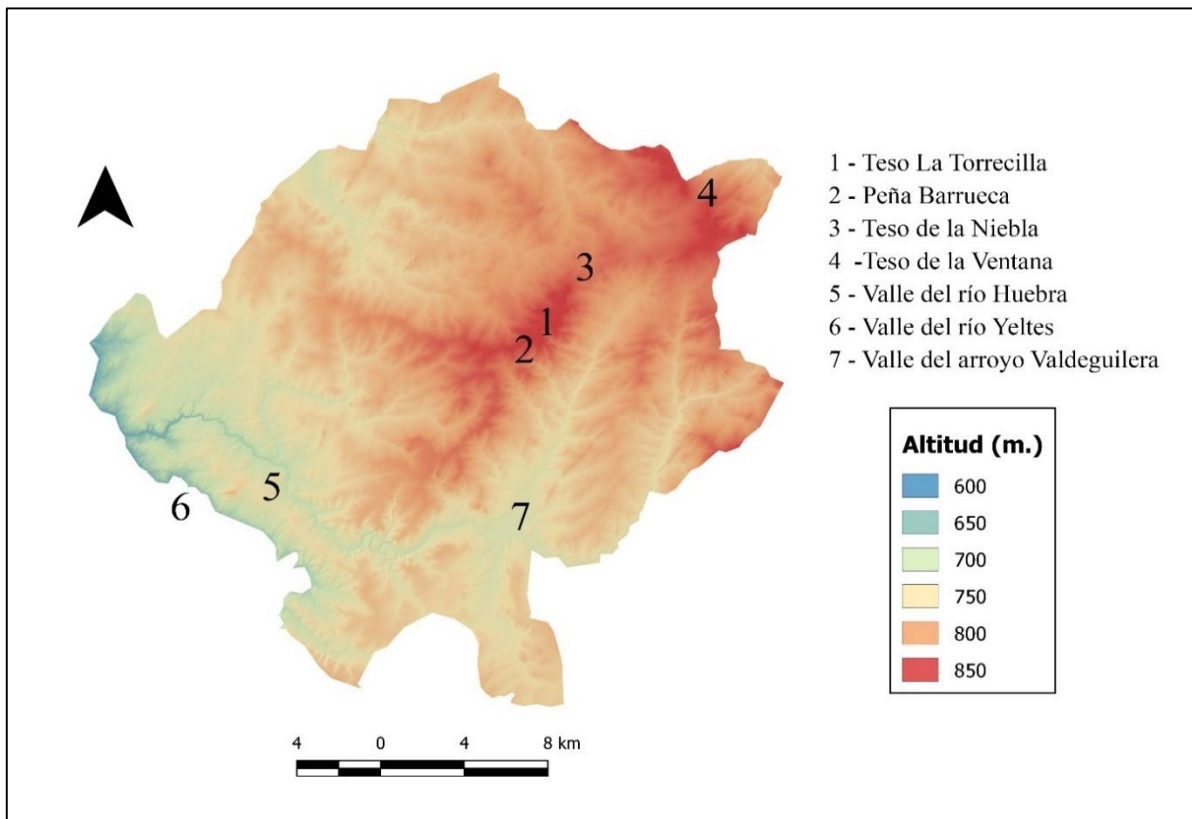 1 - Teso La Torrecilla
2 - Peña Barrueca
3 - Teso de la Niebla
4 -Teso de la Ventana
5 - Valle del río Huebra
6 - Valle del río Yeltes
7 - Valle del arroyo Valdeguilera
4
3
1
2
5
6
7
Altitud (m.)
600
650
700
750
800
850
4 0 4 8 km